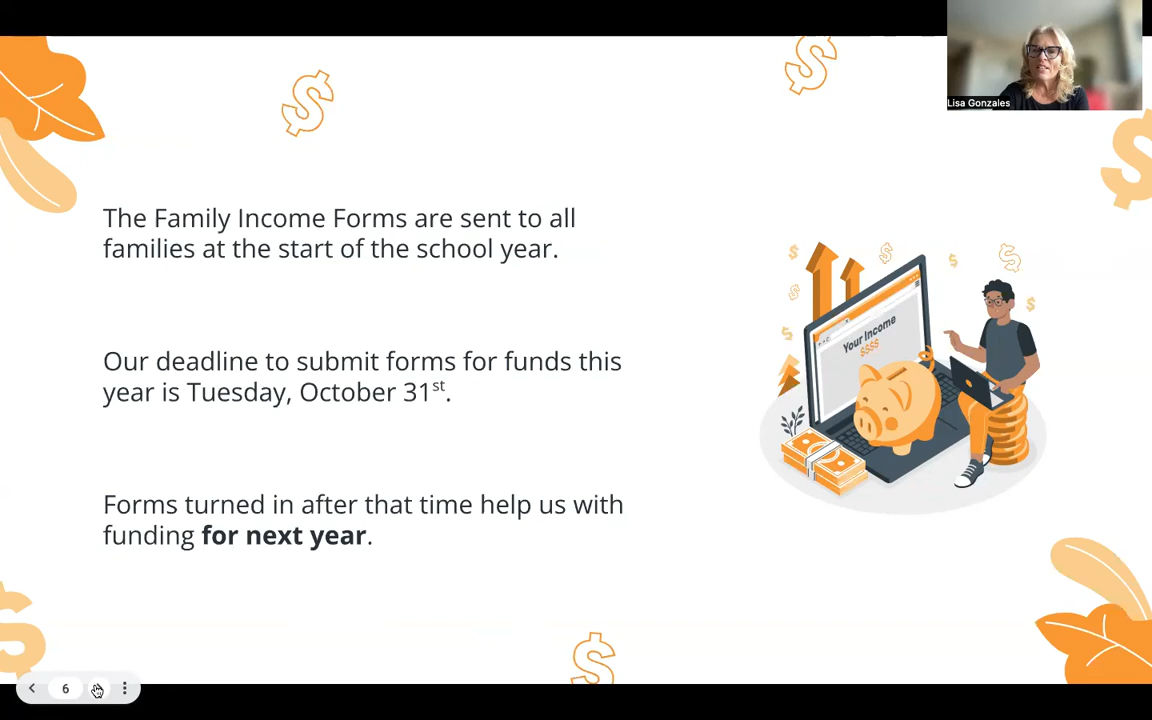 Lisa Gonzales
The Family Income Forms are sent to all
families at the start of the school year.
Your Income
$$$$
Our deadline to submit forms for funds this
year is Tuesday, October 31st.
Forms turned in after that time help us with
funding for next year.
6